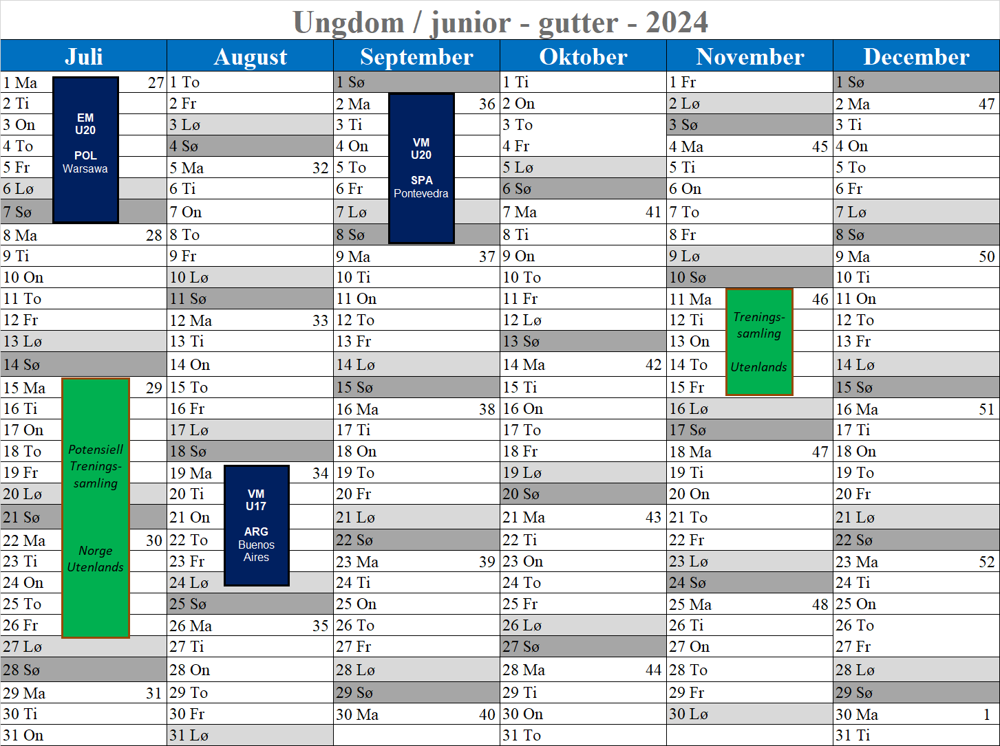 Ungdom / junior - gutter - 2024
Juli August September Oktober November December
1 Ma 27 1 To 1 Sø 1 Ti 1 Fr 1 Sø
2 Ti 2 Fr 2 Ma 36 2 On 2 Lø 2 Ma 47
3 On 3 Lø 3 Ti 3 To 3 Sø 3 Ti
4 To 4 Sø 4 On 4 Fr 4 Ma 45 4 On
5 Fr 5 Ma 32 5 To 5 Lø 5 Ti 5 To
6 Lø 6 Ti 6 Fr 6 Sø 6 On 6 Fr
7 Sø 7 On 7 Lø 7 Ma 41 7 To 7 Lø
8 Ma 28 8 To 8 Sø 8 Ti 8 Fr 8 Sø
9 Ti 9 Fr 9 Ma 37 9 On 9 Lø 9 Ma 50
10 On 10 Lø 10 Ti 10 To 10 Sø 10 Ti
11 To 11 Sø 11 On 11 Fr 11 Ma 46 11 On
12 Fr 12 Ma 33 12 To 12 Lø 12 Ti 12 To
13 Lø 13 Ti 13 Fr 13 Sø 13 On 13 Fr
14 Sø 14 On 14 Lø 14 Ma 42 14 To 14 Lø
15 Ma 29 15 To 15 Sø 15 Ti 15 Fr 15 Sø
16 Ti 16 Fr 16 Ma 38 16 On 16 Lø 16 Ma 51
17 On 17 Lø 17 Ti 17 To 17 Sø 17 Ti
18 To 18 Sø 18 On 18 Fr 18 Ma 47 18 On
19 Fr 19 Ma 34 19 To 19 Lø 19 Ti 19 To
20 Lø 20 Ti 20 Fr 20 Sø 20 On 20 Fr
21 Sø 21 On 21 Lø 21 Ma 43 21 To 21 Lø
22 Ma 30 22 To 22 Sø 22 Ti 22 Fr 22 Sø
23 Ti 23 Fr 23 Ma 39 23 On 23 Lø 23 Ma 52
24 On 24 Lø 24 Ti 24 To 24 Sø 24 Ti
25 To 25 Sø 25 On 25 Fr 25 Ma 48 25 On
26 Fr 26 Ma 35 26 To 26 Lø 26 Ti 26 To
27 Lø 27 Ti 27 Fr 27 Sø 27 On 27 Fr
28 Sø 28 On 28 Lø 28 Ma 44 28 To 28 Lø
29 Ma 31 29 To 29 Sø 29 Ti 29 Fr 29 Sø
30 Ti 30 Fr 30 Ma 40 30 On 30 Lø 30 Ma 1
31 On 31 Lø 31 To 31 Ti
EM
U20
POL
Warsawa
Potensiell
Trenings-
samling
Norge
Utenlands
VM
U17
ARG
Buenos
Aires
VM
U20
SPA
Pontevedra
Trenings-
samling
Utenlands